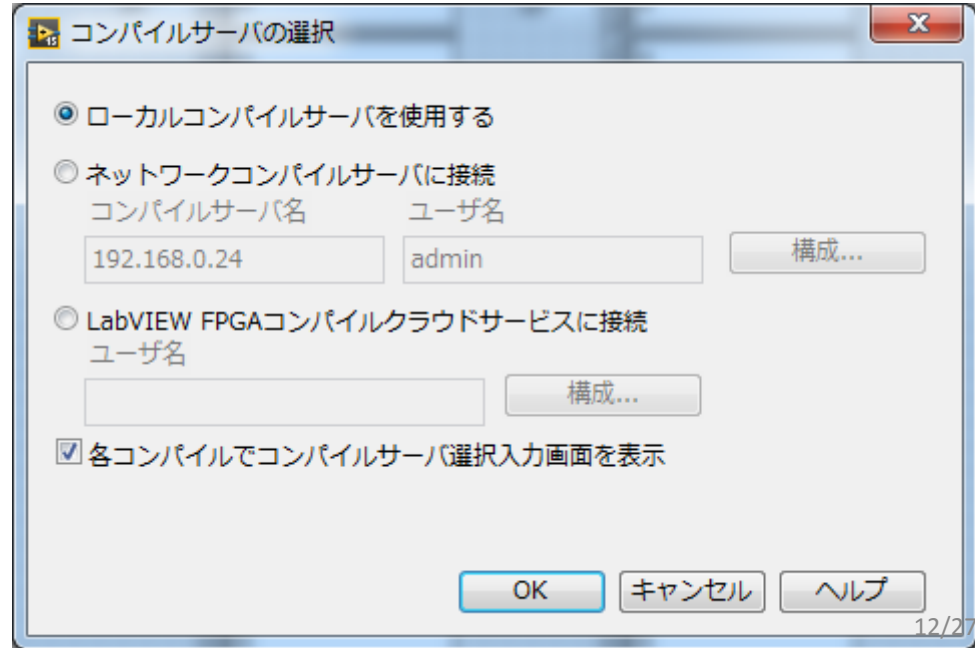 コンパイルサーバの選択
ローカルコンパイルサーバを使用する
ネットワークコンパイルサーバに接続
コンパイルサーバ名 ユーザ名
192.168.0.24 admin 構成...
LabVIEW FPGAコンパイルクラウドサービスに接続
ユーザ名
構成...
各コンパイルでコンパイルサーバ選択入力画面を表示
OK キャンセル ヘルプ
12/27